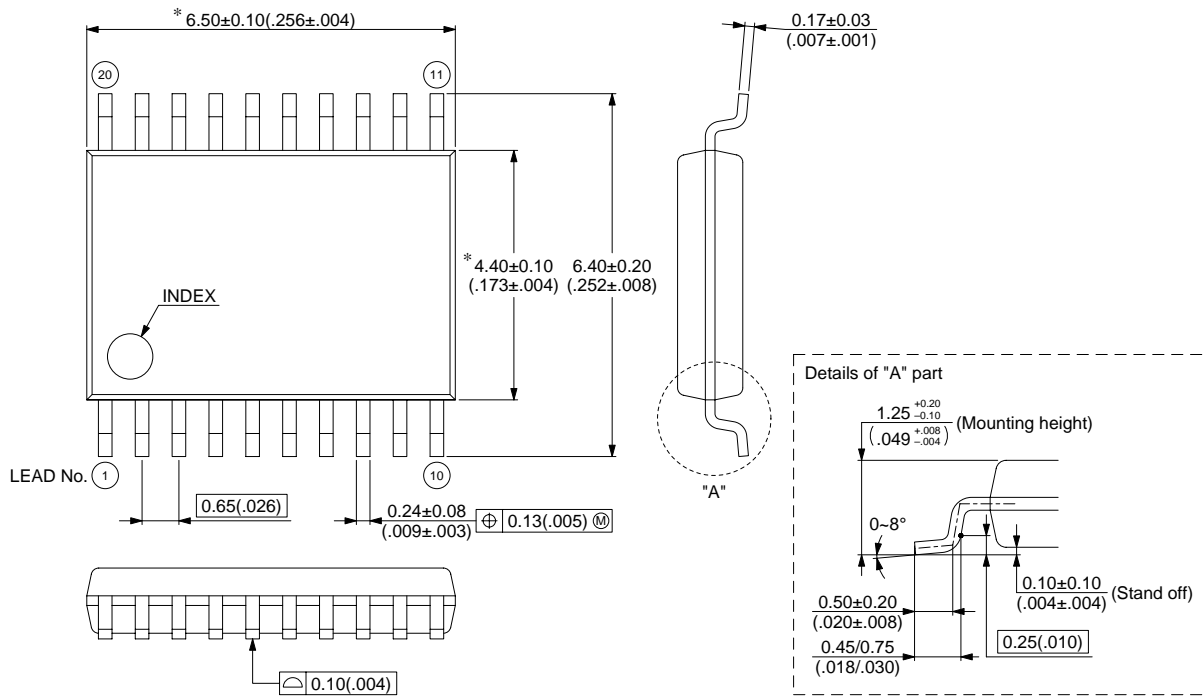 * 6.50±0.10(.256±.004)
0.17±0.03
(.007±.001)
20
11
* 4.40±0.10
(.173±.004)
6.40±0.20
(.252±.008)
INDEX
LEAD No.
1
10
"A"
0.65(.026)
0.24±0.08
(.009±.003)
⌖ 0.13(.005) Ⓜ
⌓ 0.10(.004)
Details of "A" part
1.25 +0.20 −0.10
(.049 +.008 −.004)
(Mounting height)
0~8°
0.50±0.20
(.020±.008)
0.45/0.75
(.018/.030)
0.25(.010)
0.10±0.10
(.004±.004)
(Stand off)